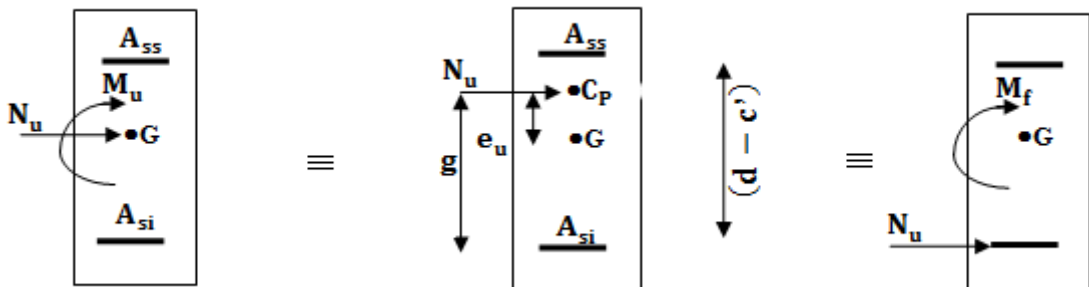 A_ss
M_u
N_u
G
A_si
≡
A_ss
N_u
C_P
e_u
G
g
A_si
(d − c')
≡
M_f
G
N_u